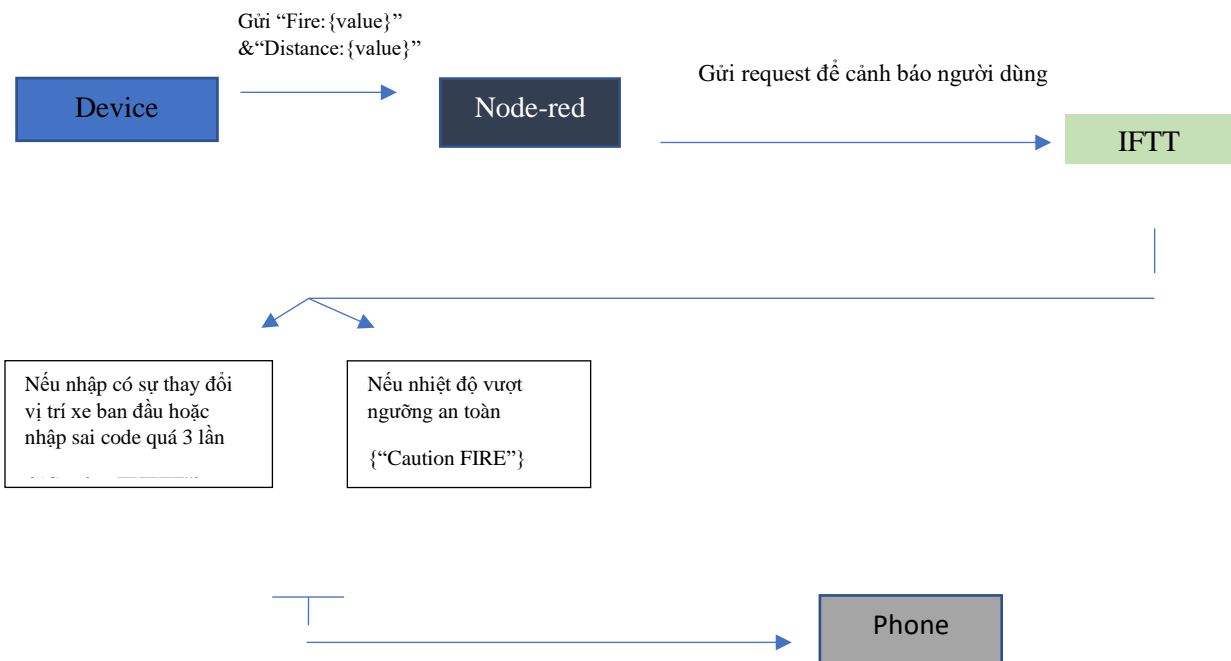 Gửi “Fire:{value}”
&“Distance:{value}”
Gửi request để cảnh báo người dùng
Device
Node-red
IFTT
Nếu nhập có sự thay đổi
vị trí xe ban đầu hoặc
nhập sai code quá 3 lần
Nếu nhiệt độ vượt
ngưỡng an toàn
{“Caution FIRE”}
Phone